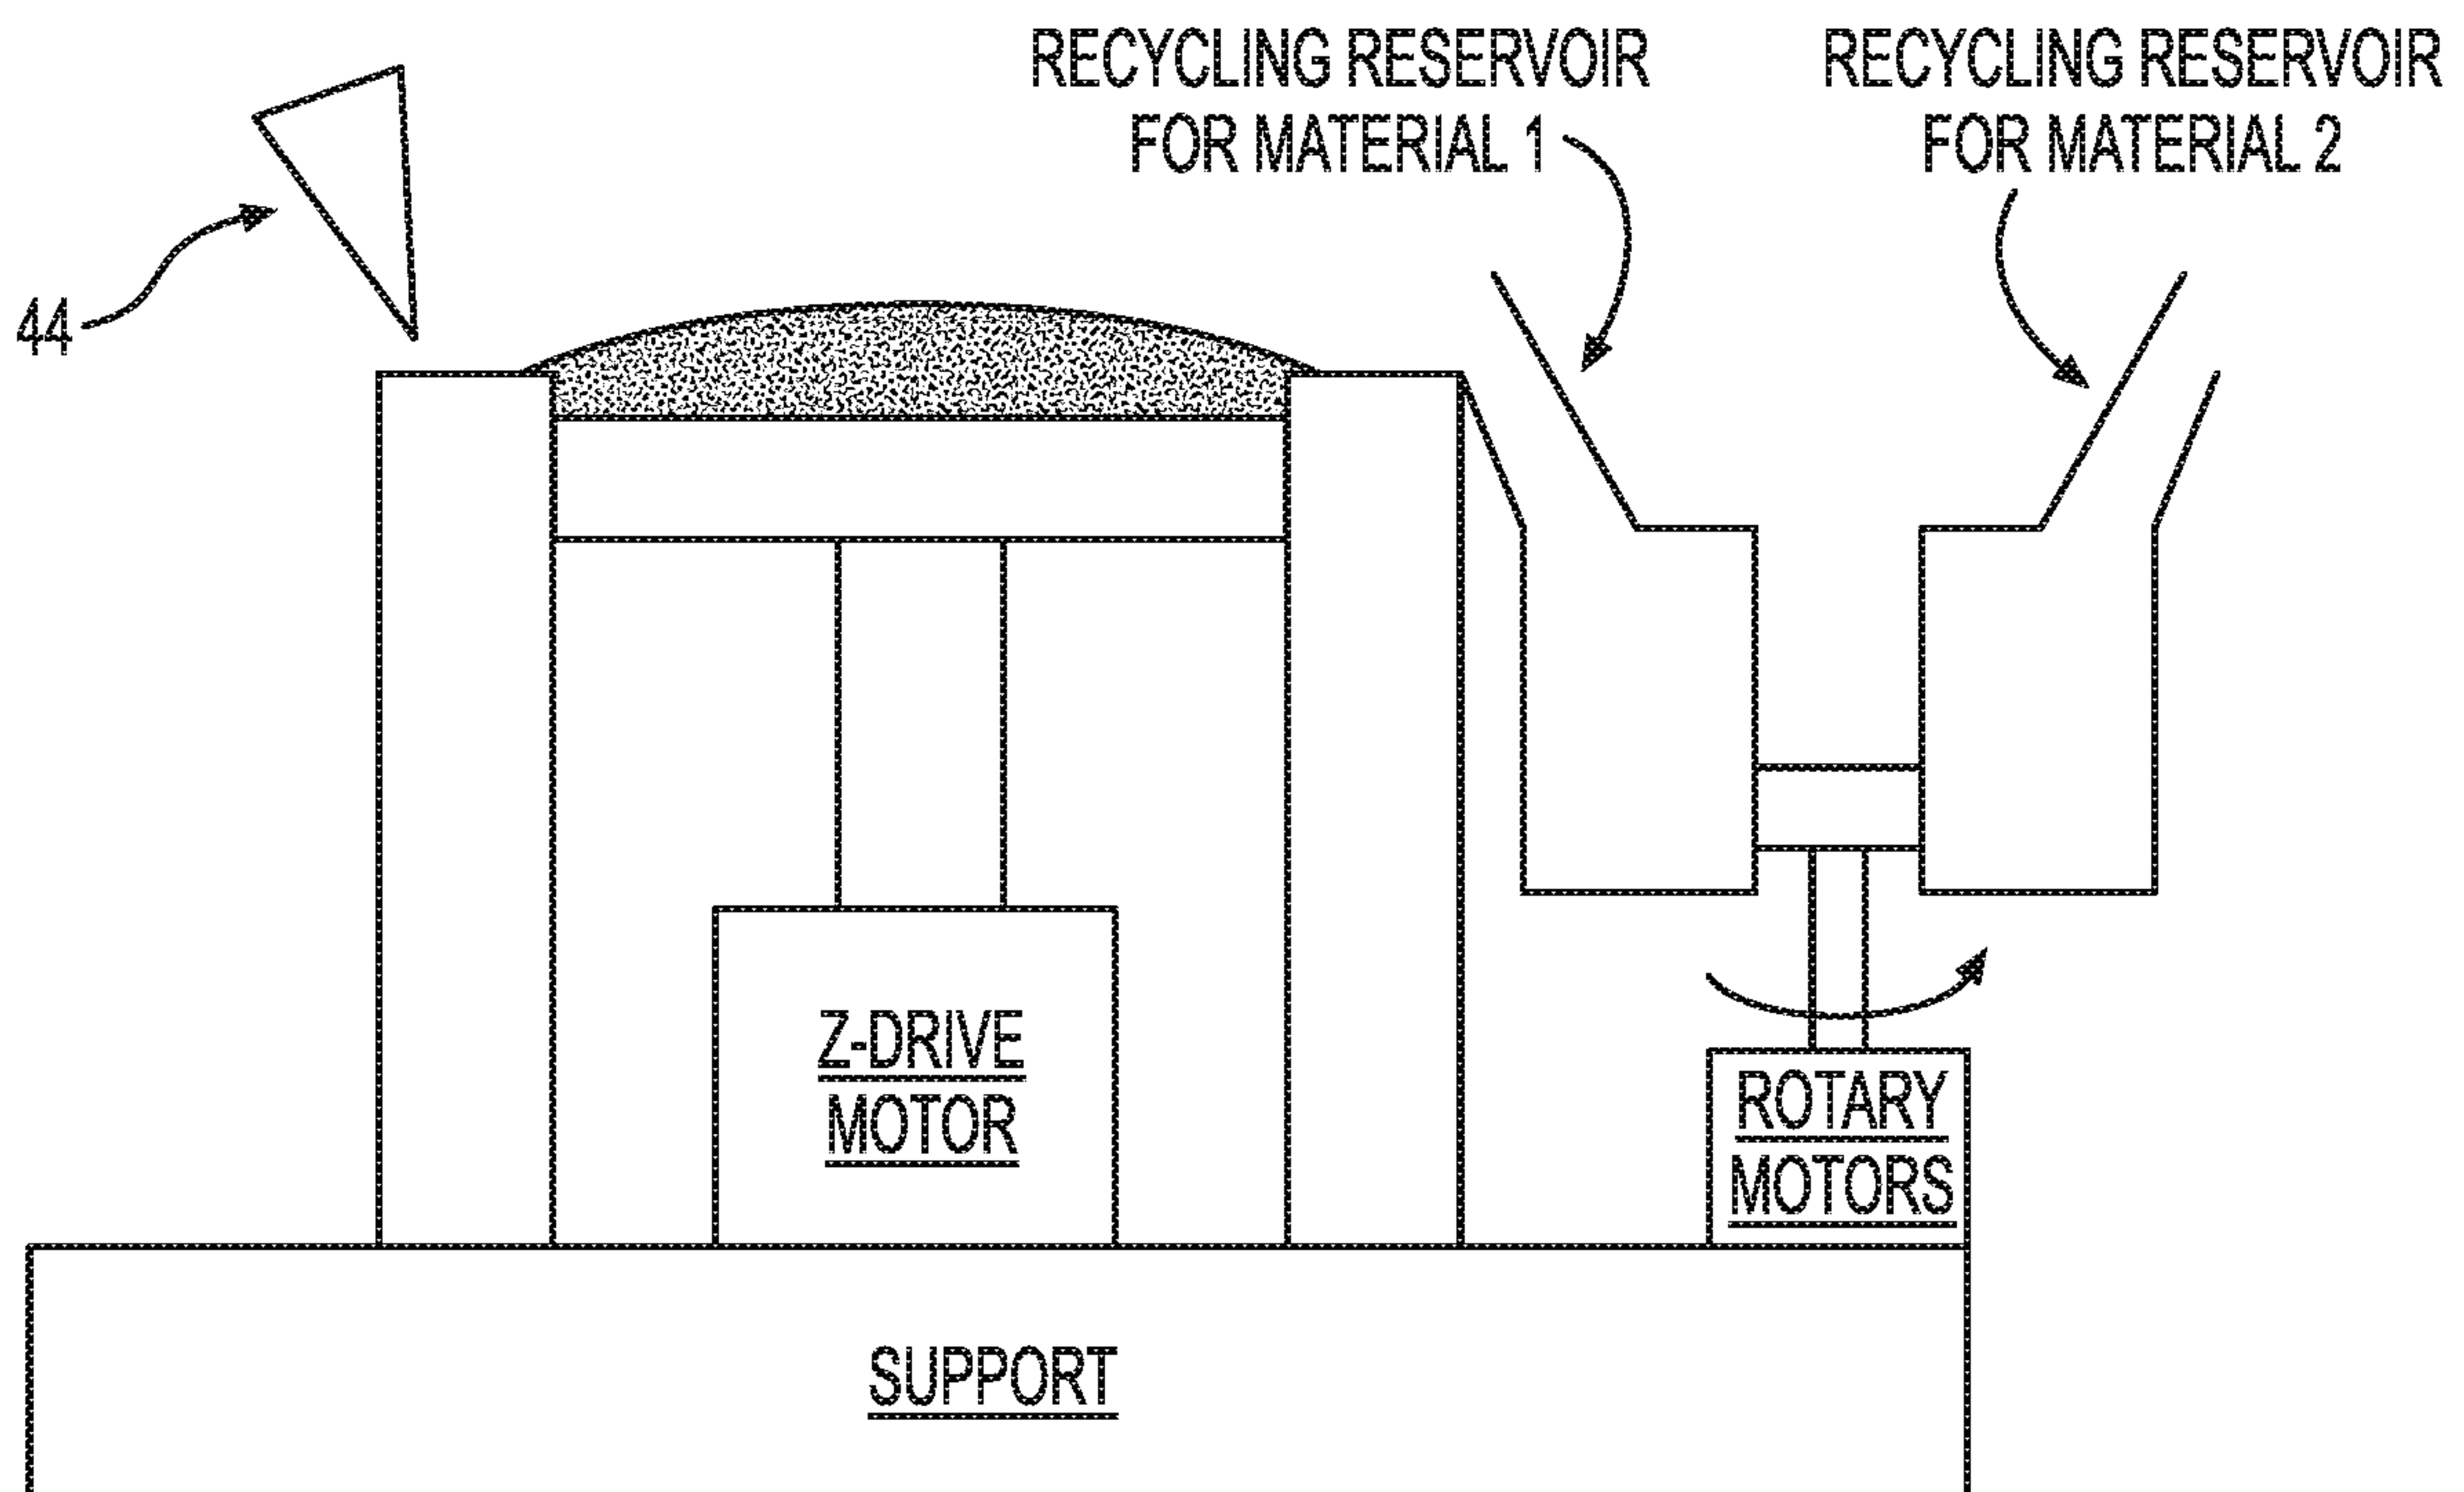 RECYCLING RESERVOIR
FOR MATERIAL 1
RECYCLING RESERVOIR
FOR MATERIAL 2
44
Z-DRIVE
MOTOR
ROTARY
MOTORS
SUPPORT